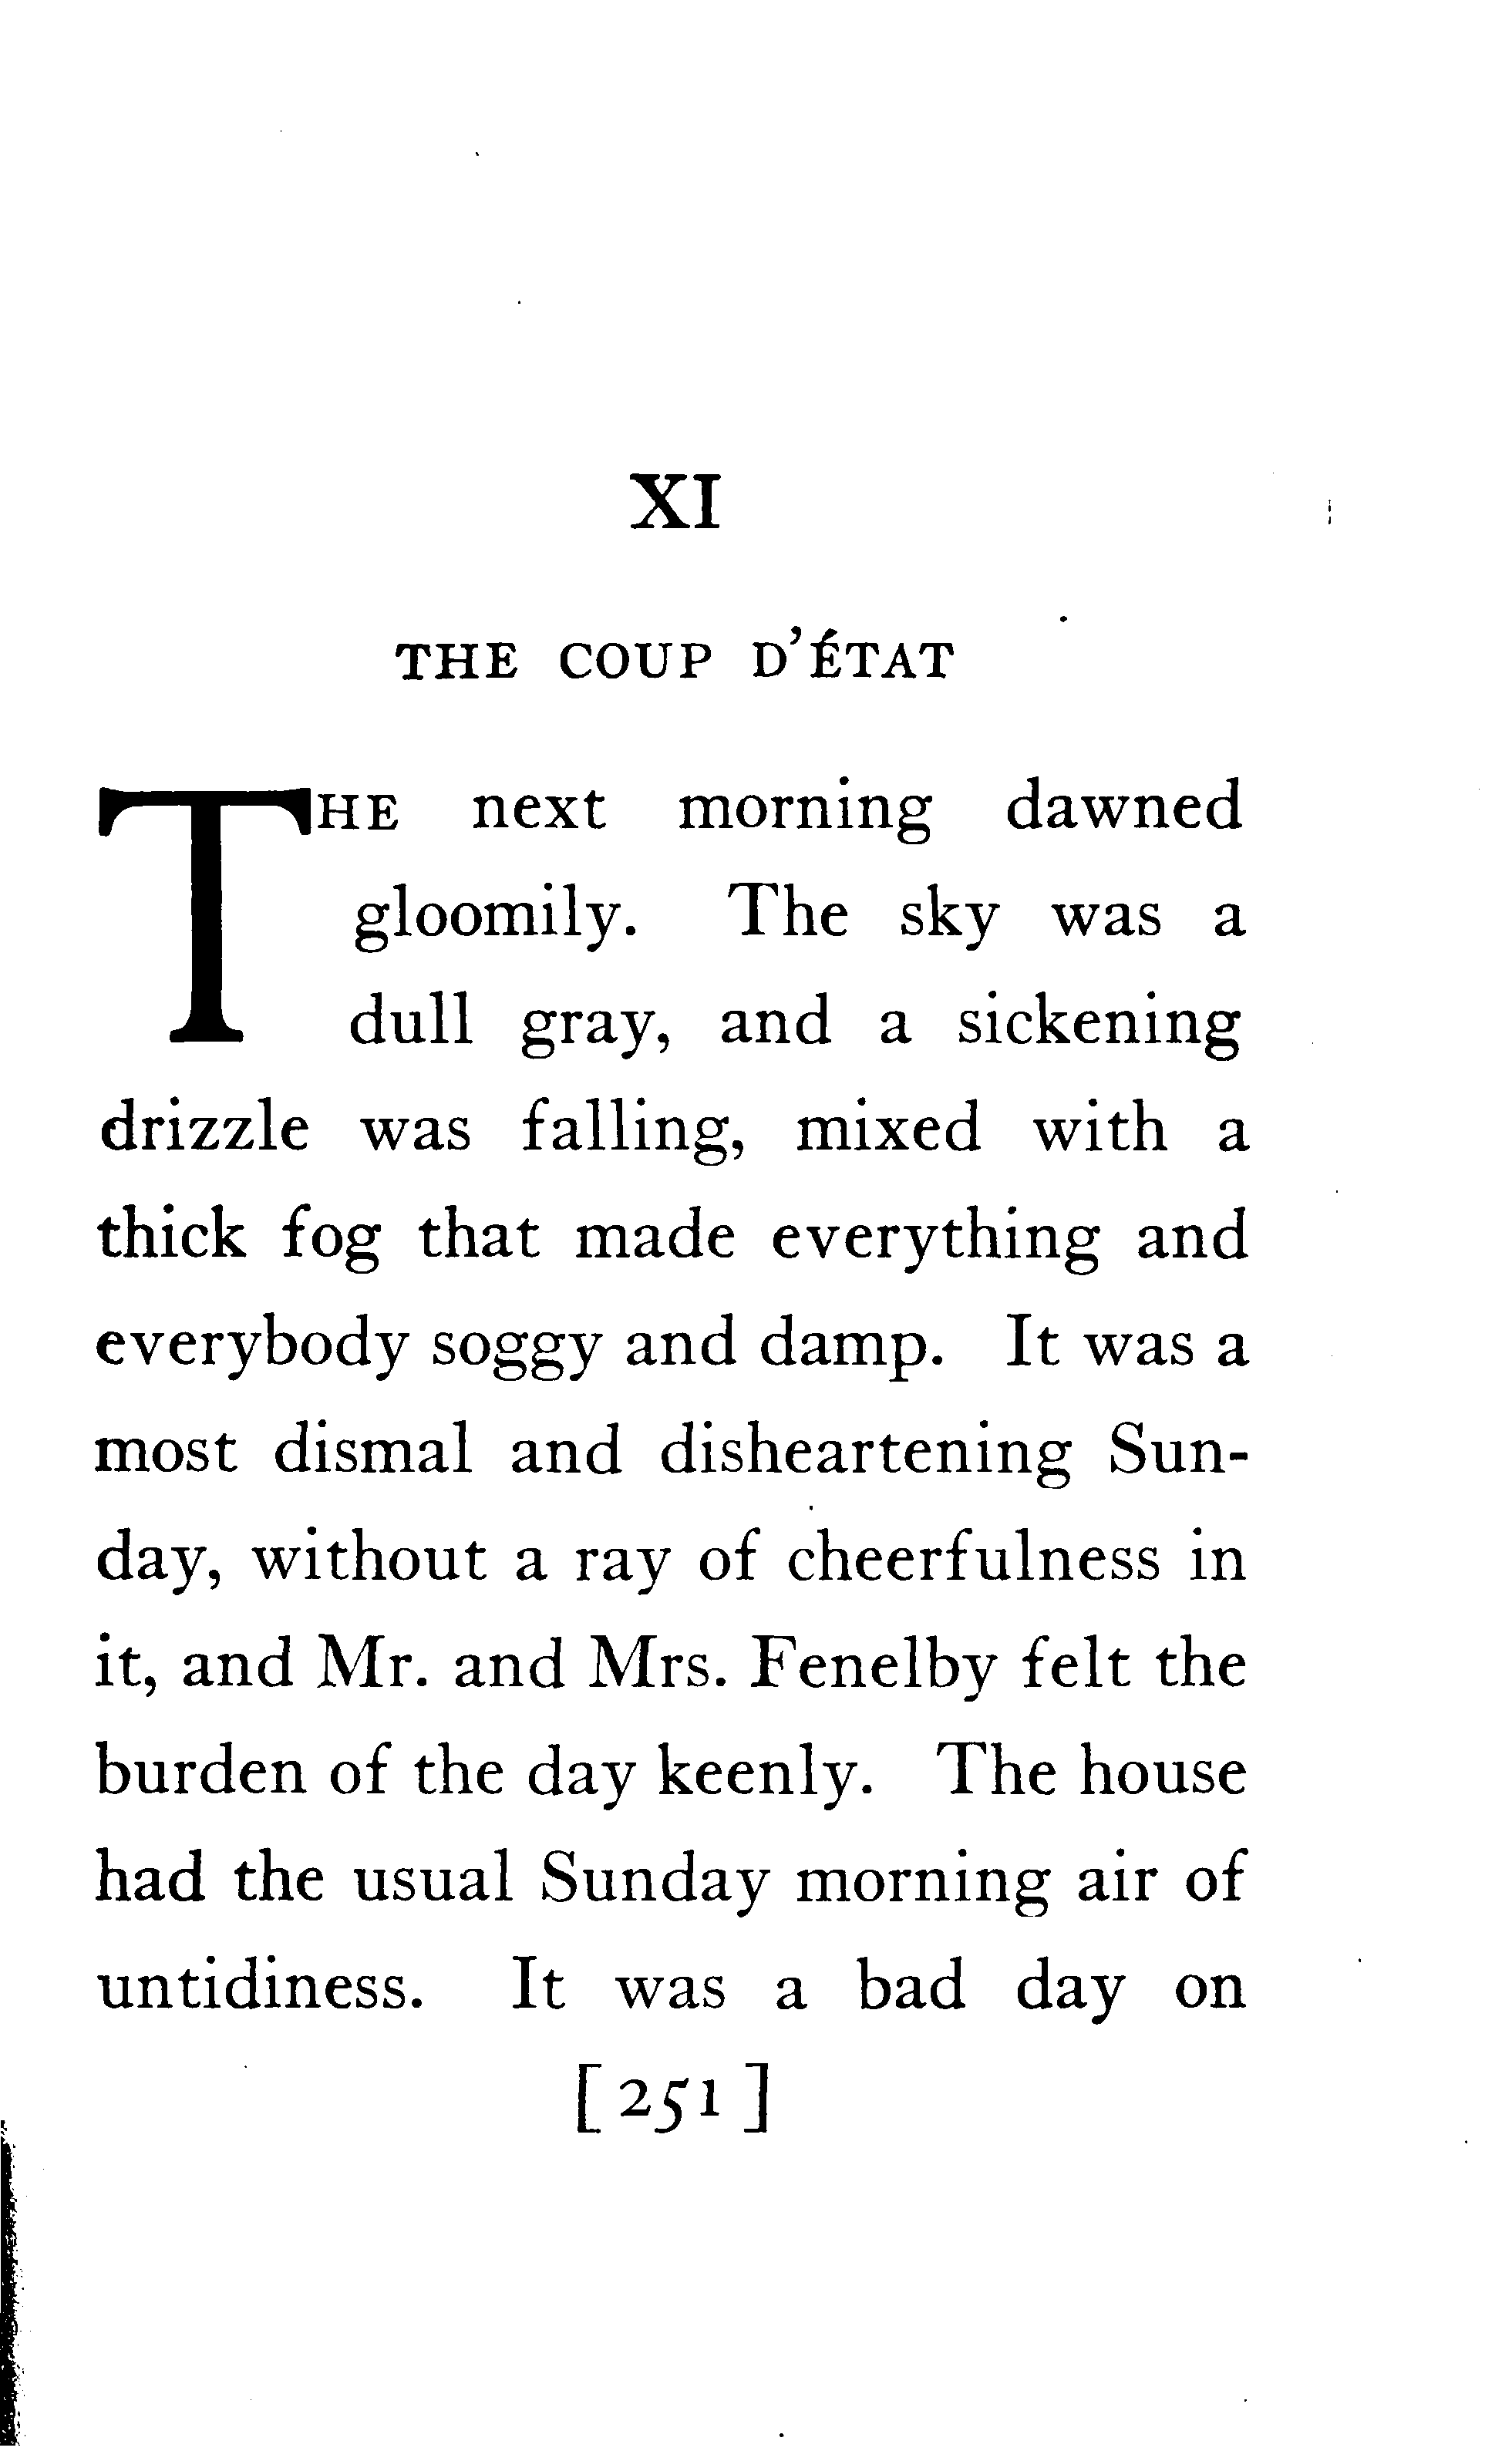 XI
THE COUP D'ÉTAT
THE next morning dawned
gloomily. The sky was a
dull gray, and a sickening
drizzle was falling, mixed with a
thick fog that made everything and
everybody soggy and damp. It was a
most dismal and disheartening Sun-
day, without a ray of cheerfulness in
it, and Mr. and Mrs. Fenelby felt the
burden of the day keenly. The house
had the usual Sunday morning air of
untidiness. It was a bad day on
[251]